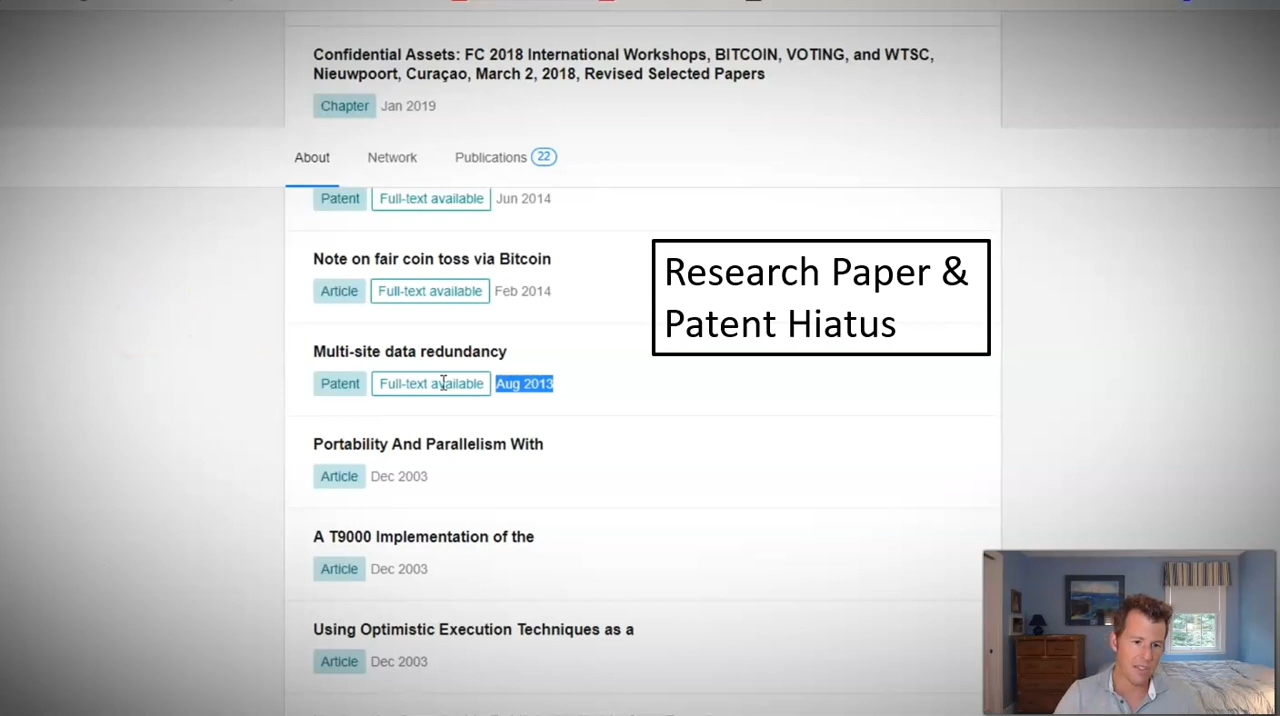 Confidential Assets: FC 2018 International Workshops, BITCOIN, VOTING, and WTSC,
Nieuwpoort, Curaçao, March 2, 2018, Revised Selected Papers
Chapter Jan 2019
About Network Publications 22
Patent Full-text available Jun 2014
Note on fair coin toss via Bitcoin
Article Full-text available Feb 2014
Research Paper &
Patent Hiatus
Multi-site data redundancy
Patent Full-text available Aug 2013
Portability And Parallelism With
Article Dec 2003
A T9000 Implementation of the
Article Dec 2003
Using Optimistic Execution Techniques as a
Article Dec 2003